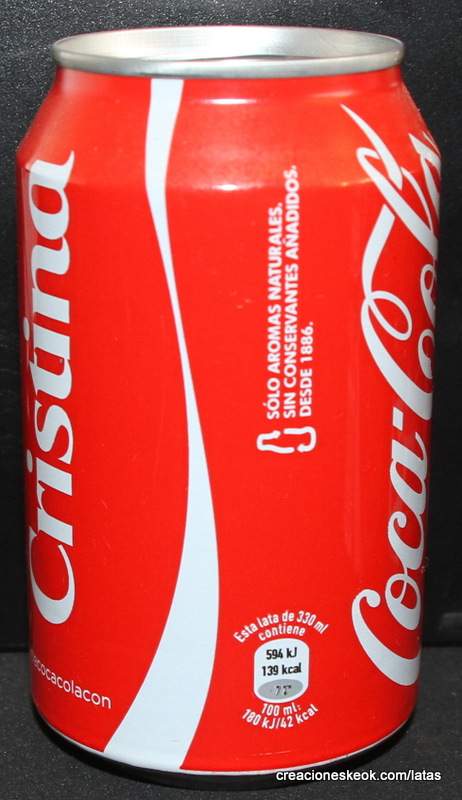 Cristina
cocacolacon
SÓLO AROMAS NATURALES.
SIN CONSERVANTES AÑADIDOS.
DESDE 1886.
Coca-Cola
Esta lata de 330 ml
contiene
594 kJ
139 kcal
100 ml:
180 kJ/42 kcal
creacioneskeok.com/latas